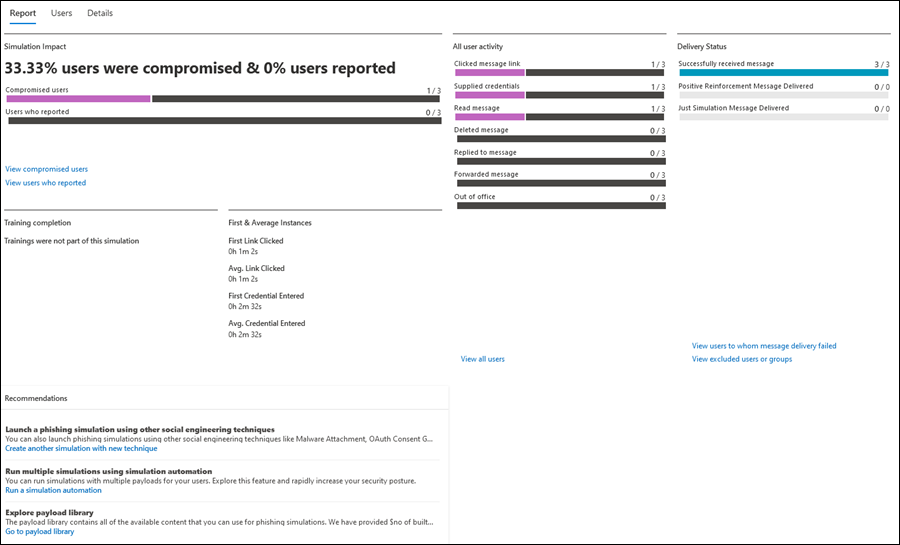 Report Users Details
Simulation Impact
33.33% users were compromised & 0% users reported
Compromised users 1 / 3
Users who reported 0 / 3
View compromised users
View users who reported
All user activity
Clicked message link 1 / 3
Supplied credentials 1 / 3
Read message 1 / 3
Deleted message 0 / 3
Replied to message 0 / 3
Forwarded message 0 / 3
Out of office 0 / 3
View all users
Delivery Status
Successfully received message 3 / 3
Positive Reinforcement Message Delivered 0 / 0
Just Simulation Message Delivered 0 / 0
View users to whom message delivery failed
View excluded users or groups
Training completion
Trainings were not part of this simulation
First & Average Instances
First Link Clicked
0h 1m 2s
Avg. Link Clicked
0h 1m 2s
First Credential Entered
0h 2m 32s
Avg. Credential Entered
0h 2m 32s
Recommendations
Launch a phishing simulation using other social engineering techniques
You can also launch phishing simulations using other social engineering techniques like Malware Attachment, OAuth Consent G...
Create another simulation with new technique
Run multiple simulations using simulation automation
You can run simulations with multiple payloads for your users. Explore this feature and rapidly increase your security posture.
Run a simulation automation
Explore payload library
The payload library contains all of the available content that you can use for phishing simulations. We have provided $no of built...
Go to payload library